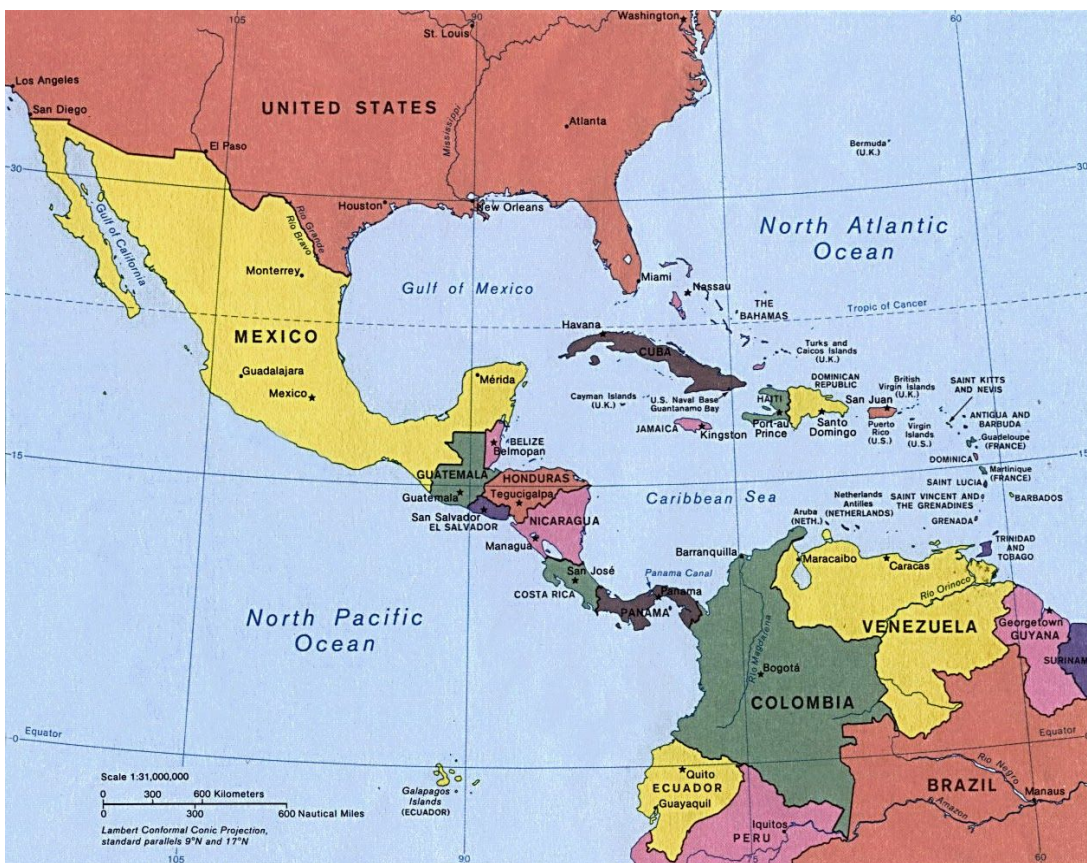 105
90
60
Washington
St. Louis
Los Angeles
San Diego
UNITED STATES
Mississippi
Atlanta
El Paso
Bermuda
(U.K.)
30
30
Gulf of California
Rio Grande
Rio Bravo
Houston
New Orleans
North Atlantic
Ocean
Monterrey
Gulf of Mexico
Miami
Nassau
THE
BAHAMAS
Tropic of Cancer
MEXICO
Havana
CUBA
Turks and
Caicos Islands
(U.K.)
Guadalajara
Mexico
Mérida
Cayman Islands
(U.K.)
U.S. Naval Base
Guantanamo Bay
HAITI
DOMINICAN
REPUBLIC
San Juan
British
Virgin Islands
(U.K.)
SAINT KITTS
AND NEVIS
JAMAICA
Kingston
Port-au
Prince
Santo
Domingo
Puerto
Rico
(U.S.)
Virgin
Islands
(U.S.)
ANTIGUA AND
BARBUDA
Guadeloupe
(FRANCE)
BELIZE
Belmopan
DOMINICA
15
15
GUATEMALA
Guatemala
HONDURAS
Tegucigalpa
Caribbean Sea
Martinique
(FRANCE)
SAINT LUCIA
San Salvador
EL SALVADOR
NICARAGUA
Managua
Aruba
(NETH.)
Netherlands
Antilles
(NETHERLANDS)
SAINT VINCENT AND
THE GRENADINES
BARBADOS
GRENADA
TRINIDAD
AND
TOBAGO
Barranquilla
Maracaibo
Caracas
San José
COSTA RICA
Panama Canal
Panama
PANAMA
Rio Orinoco
North Pacific
Ocean
VENEZUELA
Georgetown
GUYANA
SURINAM
Rio Magdalena
Bogotá
COLOMBIA
Equator
Equator
0
Scale 1:31,000,000
0 300 600 Kilometers
0 300 600 Nautical Miles
Lambert Conformal Conic Projection,
standard parallels 9°N and 17°N
Galapagos
Islands
(ECUADOR)
Quito
ECUADOR
Guayaquil
BRAZIL
Rio Negro
Manaus
Amazon
Iquitos
PERU
105
90
75
60